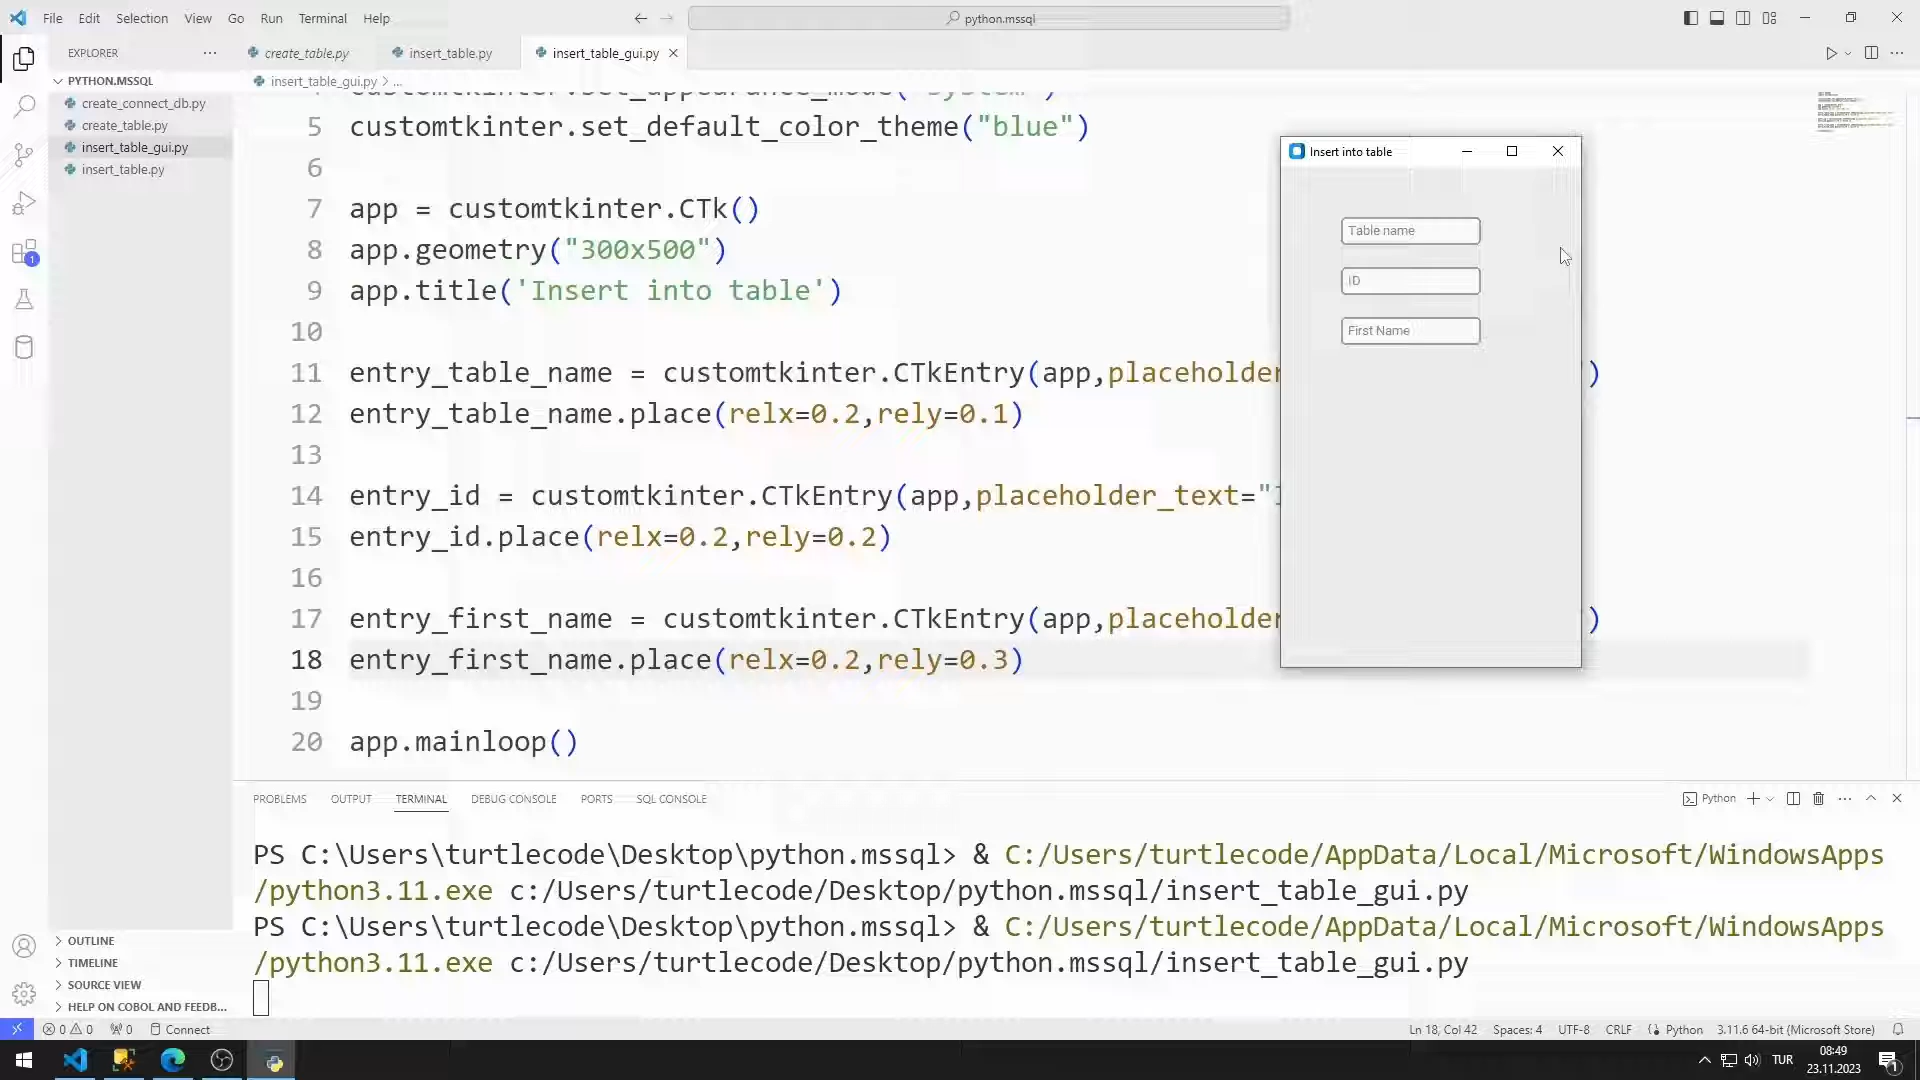 File Edit Selection View Go Run Terminal Help
python.mssql
EXPLORER
create_table.py
insert_table.py
insert_table_gui.py
PYTHON.MSSQL
create_connect_db.py
create_table.py
insert_table_gui.py
insert_table.py
insert_table_gui.py > ...
5 customtkinter.set_default_color_theme("blue")
6
7 app = customtkinter.CTk()
8 app.geometry("300x500")
9 app.title('Insert into table')
10
11 entry_table_name = customtkinter.CTkEntry(app,placeholder )
12 entry_table_name.place(relx=0.2,rely=0.1)
13
14 entry_id = customtkinter.CTkEntry(app,placeholder_text="
15 entry_id.place(relx=0.2,rely=0.2)
16
17 entry_first_name = customtkinter.CTkEntry(app,placeholder )
18 entry_first_name.place(relx=0.2,rely=0.3)
19
20 app.mainloop()
Insert into table
Table name
ID
First Name
PROBLEMS OUTPUT TERMINAL DEBUG CONSOLE PORTS SQL CONSOLE
Python
PS C:\Users\turtlecode\Desktop\python.mssql> & C:/Users/turtlecode/AppData/Local/Microsoft/WindowsApps
/python3.11.exe c:/Users/turtlecode/Desktop/python.mssql/insert_table_gui.py
PS C:\Users\turtlecode\Desktop\python.mssql> & C:/Users/turtlecode/AppData/Local/Microsoft/WindowsApps
/python3.11.exe c:/Users/turtlecode/Desktop/python.mssql/insert_table_gui.py
1
OUTLINE
TIMELINE
SOURCE VIEW
HELP ON COBOL AND FEEDB...
0 0 0 Connect
Ln 18, Col 42 Spaces: 4 UTF-8 CRLF Python 3.11.6 64-bit (Microsoft Store)
TUR
08:49
23.11.2023
1